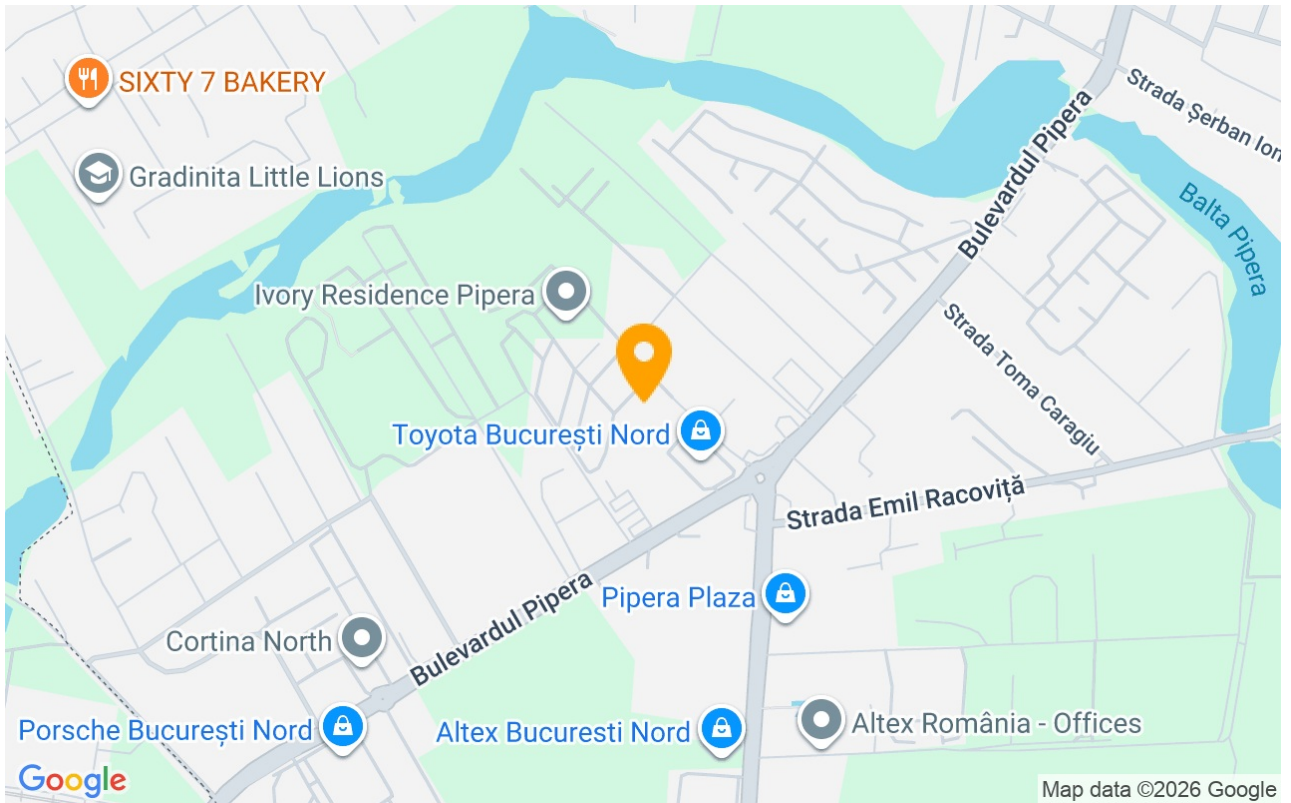 SIXTY 7 BAKERY
Strada Șerban Ion
Bulevardul Pipera
Gradinita Little Lions
Balta Pipera
Ivory Residence Pipera
Strada Toma Caragiu
Toyota București Nord
Strada Emil Racoviță
Pipera Plaza
Bulevardul Pipera
Cortina North
Porsche București Nord
Altex Bucuresti Nord
Altex România - Offices
Google
Map data ©2026 Google